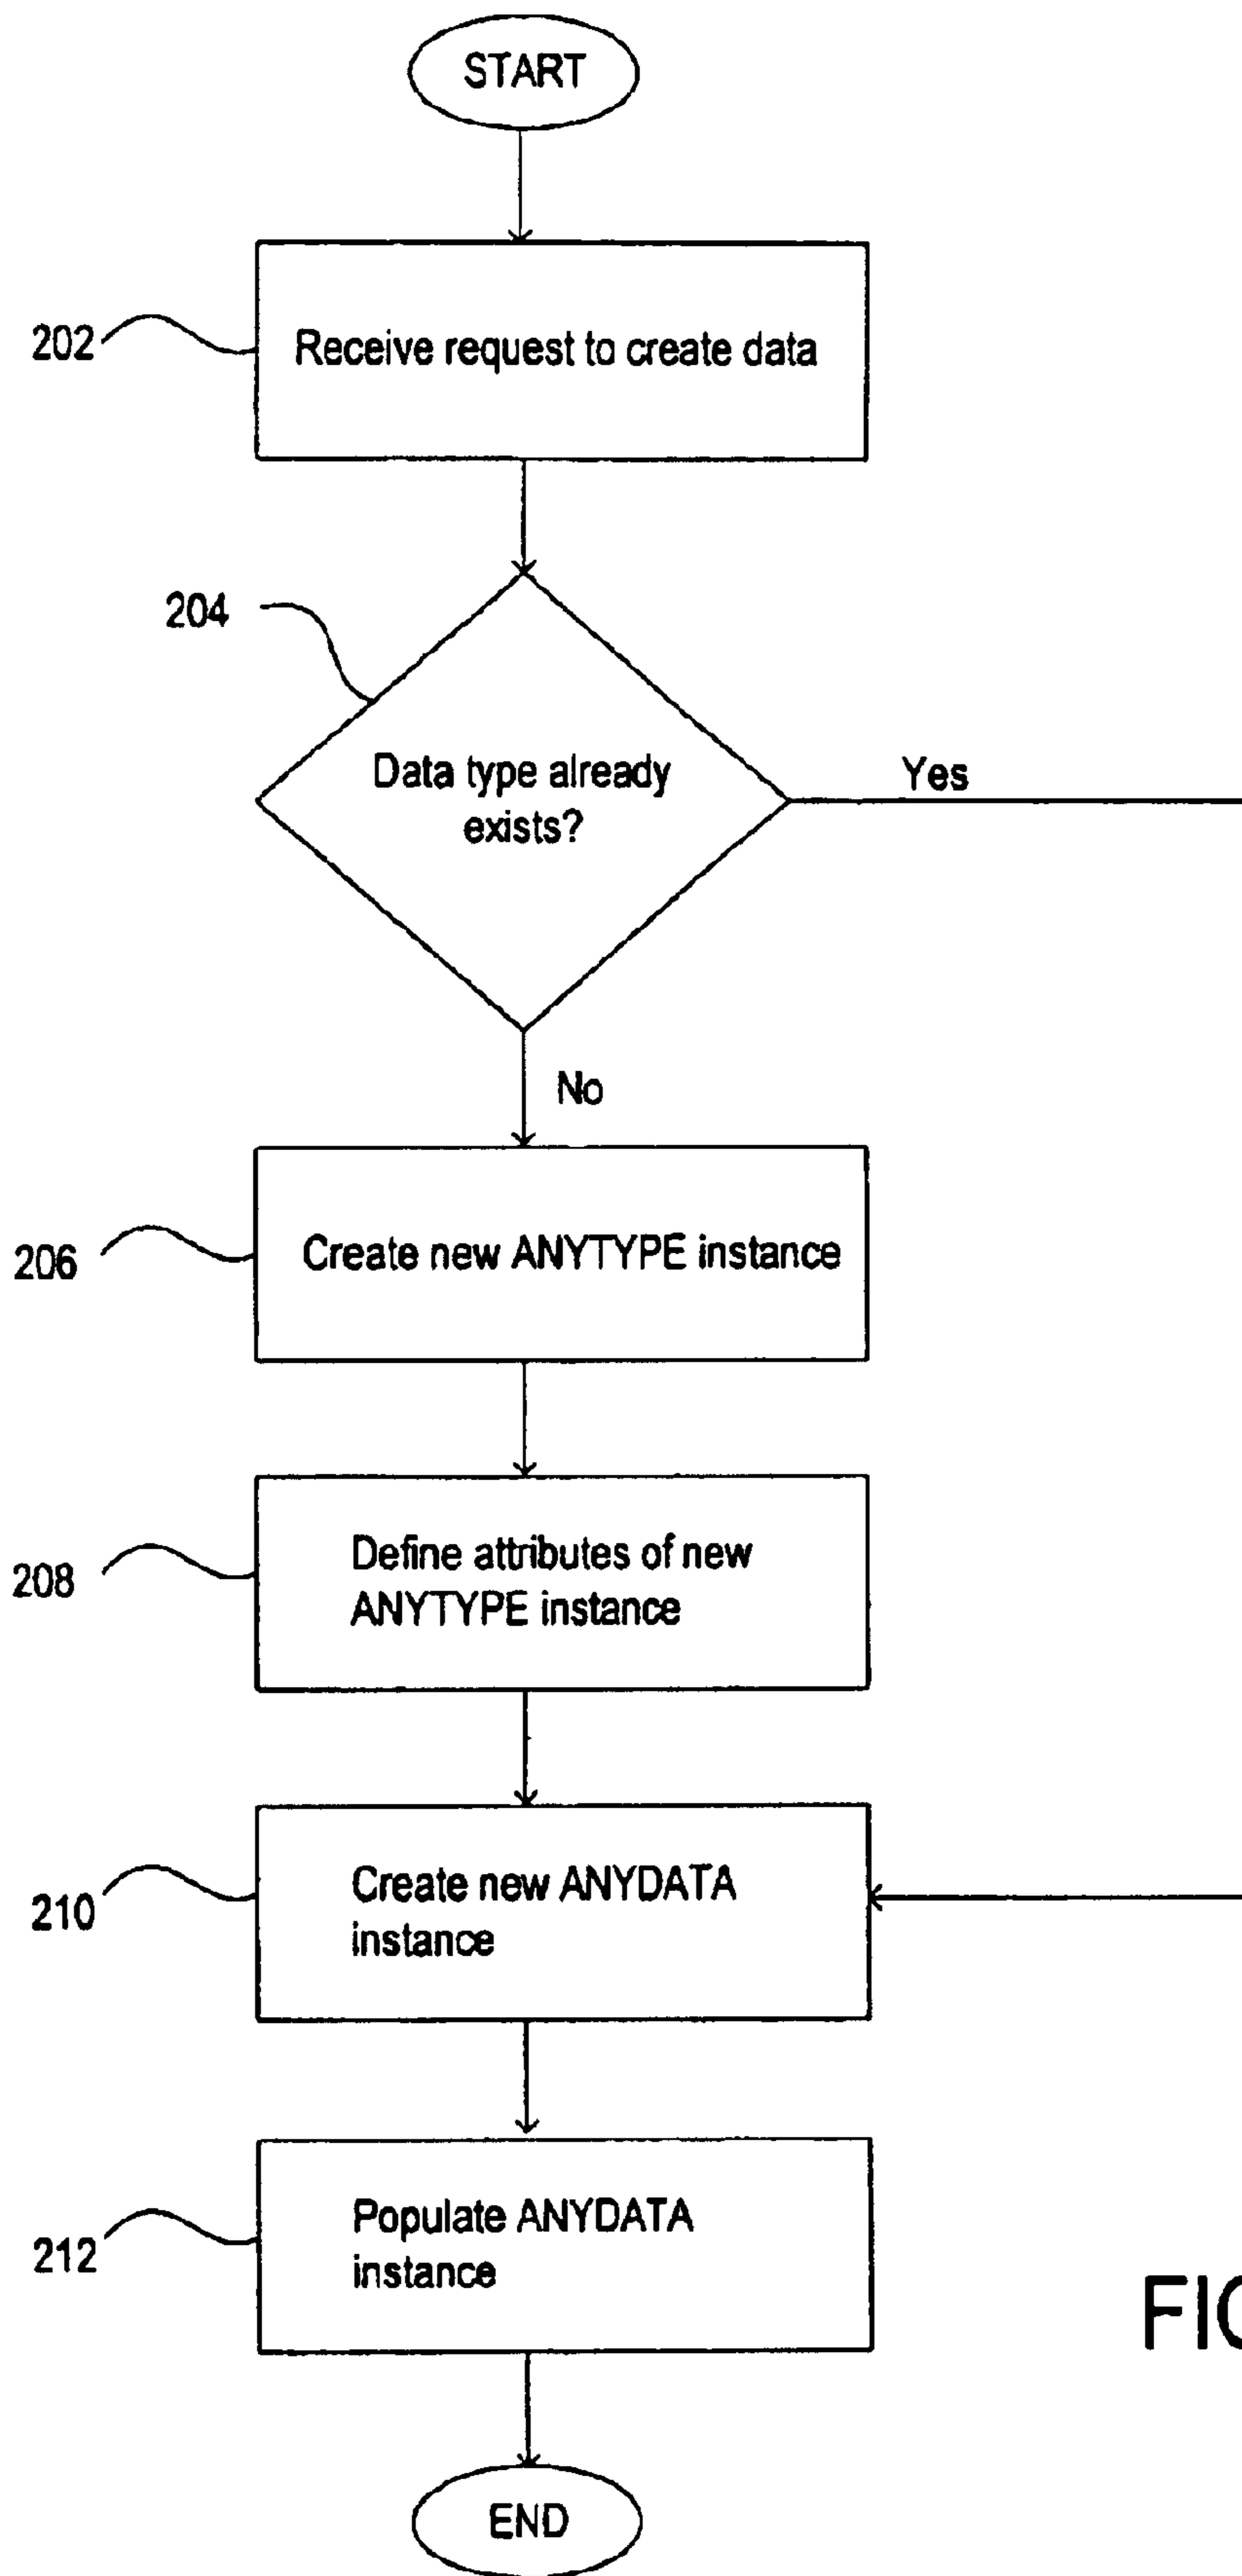 START
202
Receive request to create data
204
Data type already
exists?
Yes
No
206
Create new ANYTYPE instance
208
Define attributes of new
ANYTYPE instance
210
Create new ANYDATA
instance
212
Populate ANYDATA
instance
END